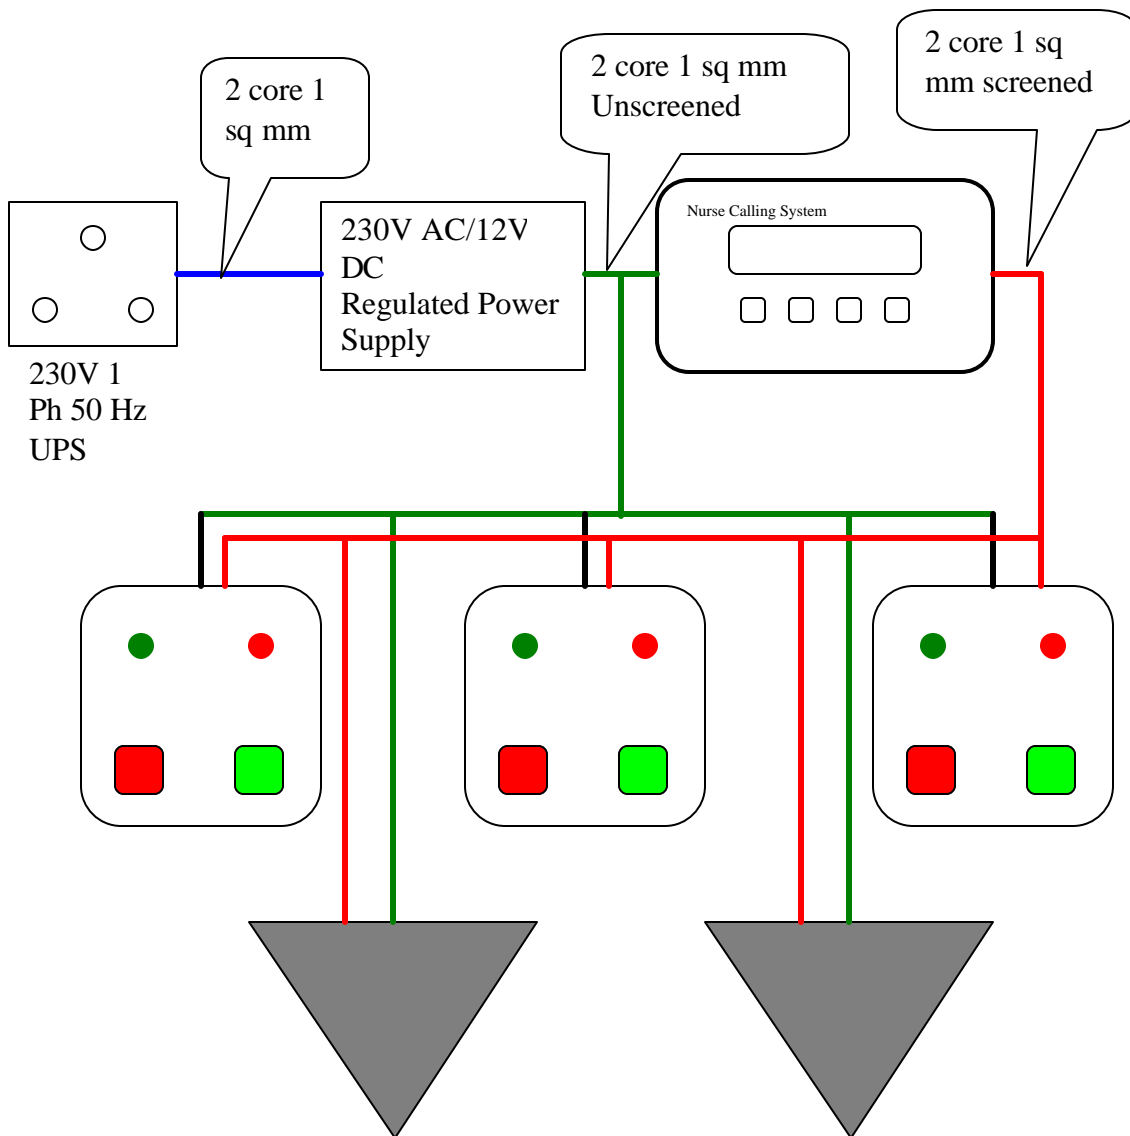 2 core 1
sq mm
2 core 1 sq mm
Unscreened
2 core 1 sq
mm screened
230V AC/12V
DC
Regulated Power
Supply
Nurse Calling System
230V 1
Ph 50 Hz
UPS